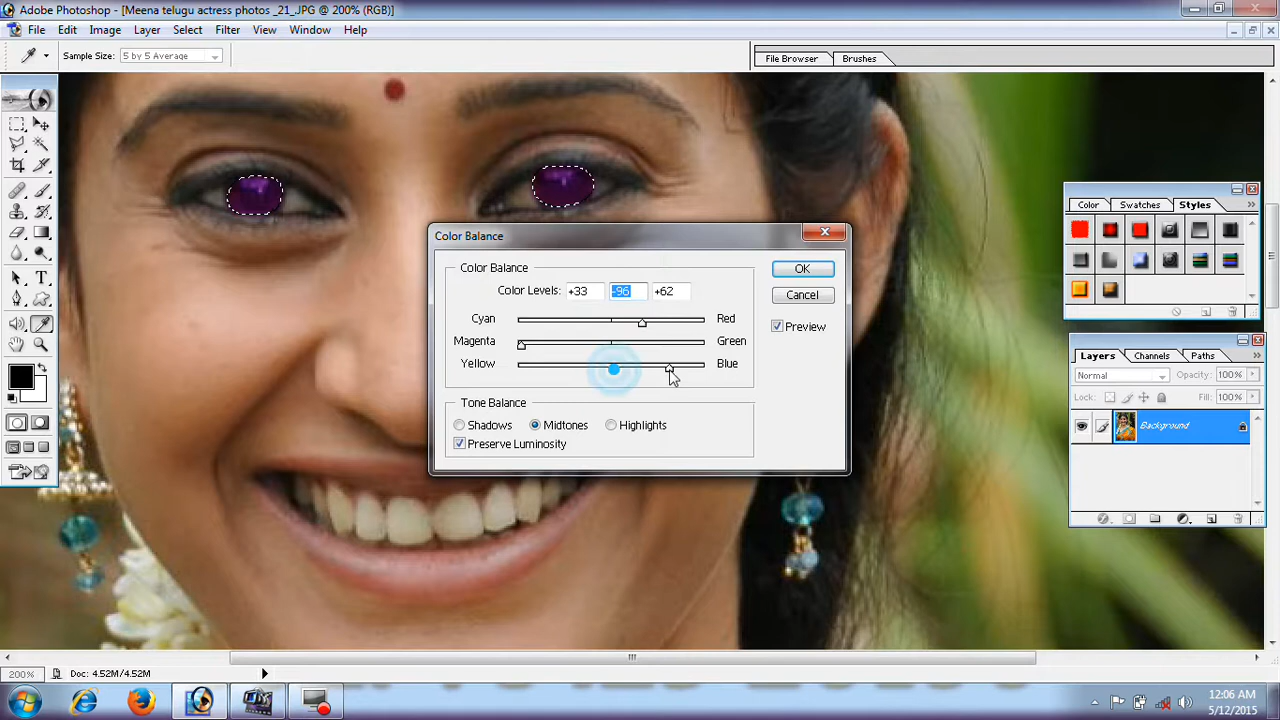 Adobe Photoshop - [Meena telugu actress photos _21_JPG @ 200% (RGB)]
File Edit Image Layer Select Filter View Window Help
Sample Size: 5 by 5 Average
File Browser Brushes
Color Swatches Styles
Color Balance
Color Balance
OK
Color Levels: +33 -96 +62
Cancel
Cyan Red
Preview
Magenta Green
Yellow Blue
Tone Balance
Shadows Midtones Highlights
Preserve Luminosity
Layers Channels Paths
Normal Opacity: 100%
Lock: Fill: 100%
Background
200% Doc: 4.52M/4.52M
12:06 AM
5/12/2015